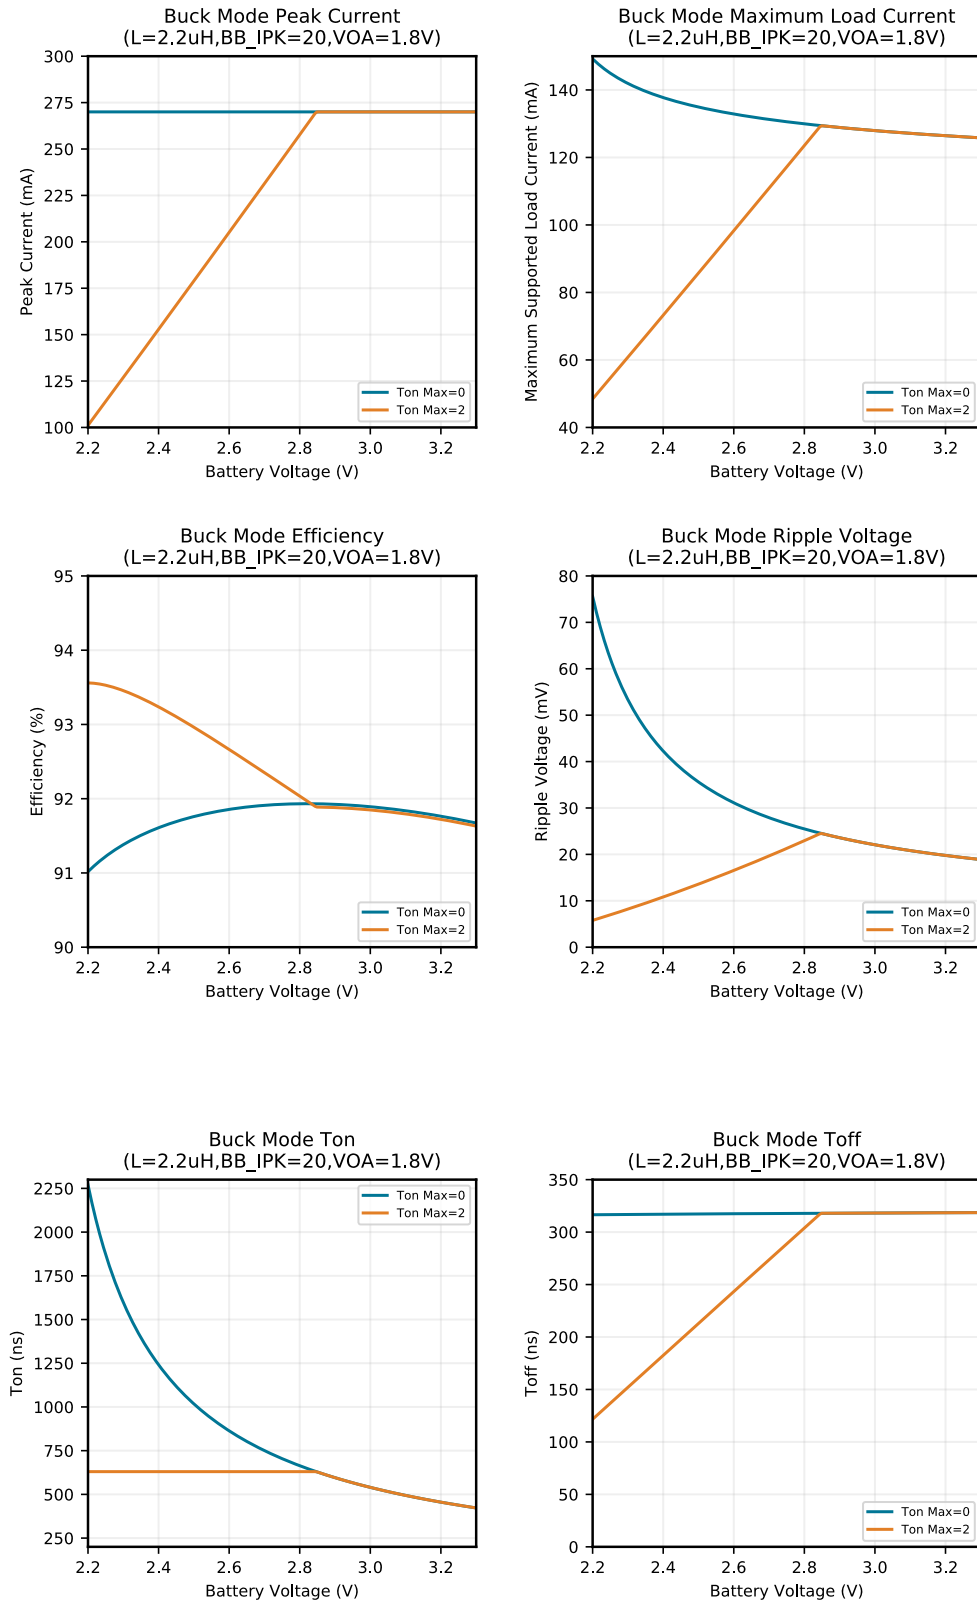 Buck Mode Peak Current
(L=2.2uH,BB_IPK=20,VOA=1.8V)
300
275
250
225
200
175
150
125
100
Peak Current (mA)
Ton Max=0
Ton Max=2
2.2 2.4 2.6 2.8 3.0 3.2
Battery Voltage (V)
Buck Mode Maximum Load Current
(L=2.2uH,BB_IPK=20,VOA=1.8V)
140
120
100
80
60
40
Maximum Supported Load Current (mA)
Ton Max=0
Ton Max=2
2.2 2.4 2.6 2.8 3.0 3.2
Battery Voltage (V)
Buck Mode Efficiency
(L=2.2uH,BB_IPK=20,VOA=1.8V)
95
94
93
92
91
90
Efficiency (%)
Ton Max=0
Ton Max=2
2.2 2.4 2.6 2.8 3.0 3.2
Battery Voltage (V)
Buck Mode Ripple Voltage
(L=2.2uH,BB_IPK=20,VOA=1.8V)
80
70
60
50
40
30
20
10
0
Ripple Voltage (mV)
Ton Max=0
Ton Max=2
2.2 2.4 2.6 2.8 3.0 3.2
Battery Voltage (V)
Buck Mode Ton
(L=2.2uH,BB_IPK=20,VOA=1.8V)
2250
2000
1750
1500
1250
1000
750
500
250
Ton (ns)
Ton Max=0
Ton Max=2
2.2 2.4 2.6 2.8 3.0 3.2
Battery Voltage (V)
Buck Mode Toff
(L=2.2uH,BB_IPK=20,VOA=1.8V)
350
300
250
200
150
100
50
0
Toff (ns)
Ton Max=0
Ton Max=2
2.2 2.4 2.6 2.8 3.0 3.2
Battery Voltage (V)